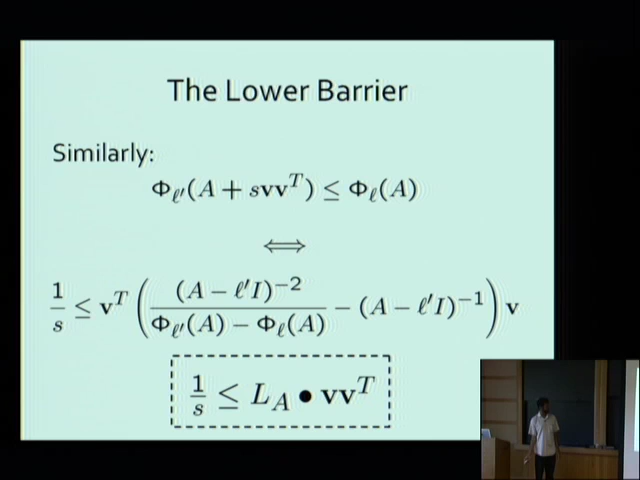 The Lower Barrier
Similarly:
Φ_{ℓ′}(A + svv^T) ≤ Φ_ℓ(A)
⟺
1/s ≤ v^T ( (A − ℓ′I)^{−2} / (Φ_{ℓ′}(A) − Φ_ℓ(A)) − (A − ℓ′I)^{−1} ) v
1/s ≤ L_A • vv^T